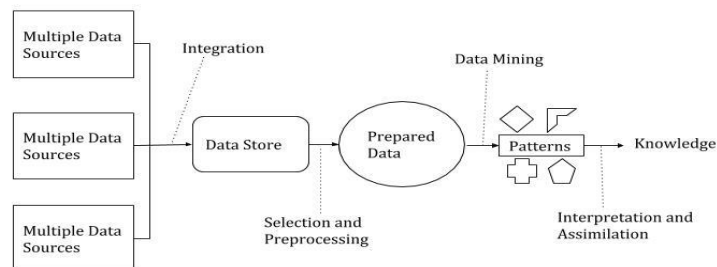 Multiple Data
Sources
Integration
Data Mining
Multiple Data
Sources
Data Store
Prepared
Data
Patterns
Knowledge
Multiple Data
Sources
Selection and
Preprocessing
Interpretation and
Assimilation